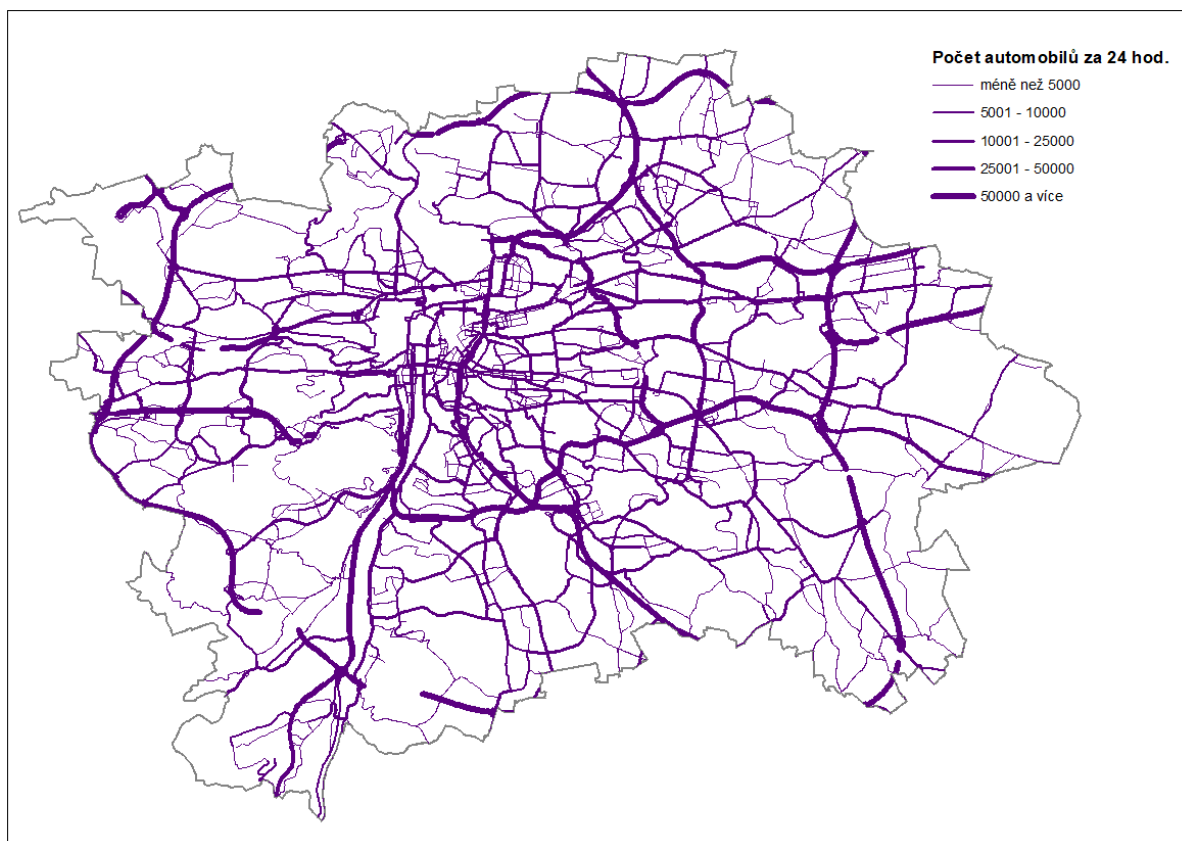 Počet automobilů za 24 hod.
méně než 5000
5001 - 10000
10001 - 25000
25001 - 50000
50000 a více